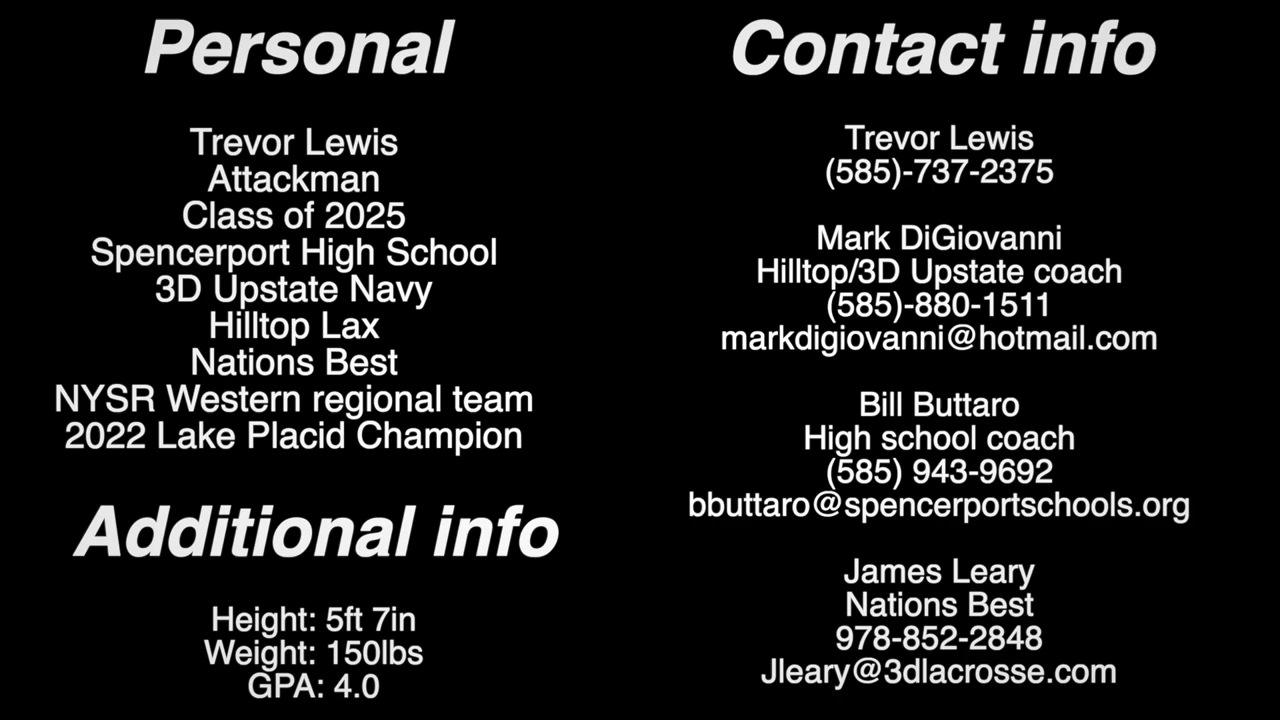 Personal
Trevor Lewis
Attackman
Class of 2025
Spencerport High School
3D Upstate Navy
Hilltop Lax
Nations Best
NYSR Western regional team
2022 Lake Placid Champion
Additional info
Height: 5ft 7in
Weight: 150lbs
GPA: 4.0
Contact info
Trevor Lewis
(585)-737-2375
Mark DiGiovanni
Hilltop/3D Upstate coach
(585)-880-1511
markdigiovanni@hotmail.com
Bill Buttaro
High school coach
(585) 943-9692
bbuttaro@spencerportschools.org
James Leary
Nations Best
978-852-2848
Jleary@3dlacrosse.com